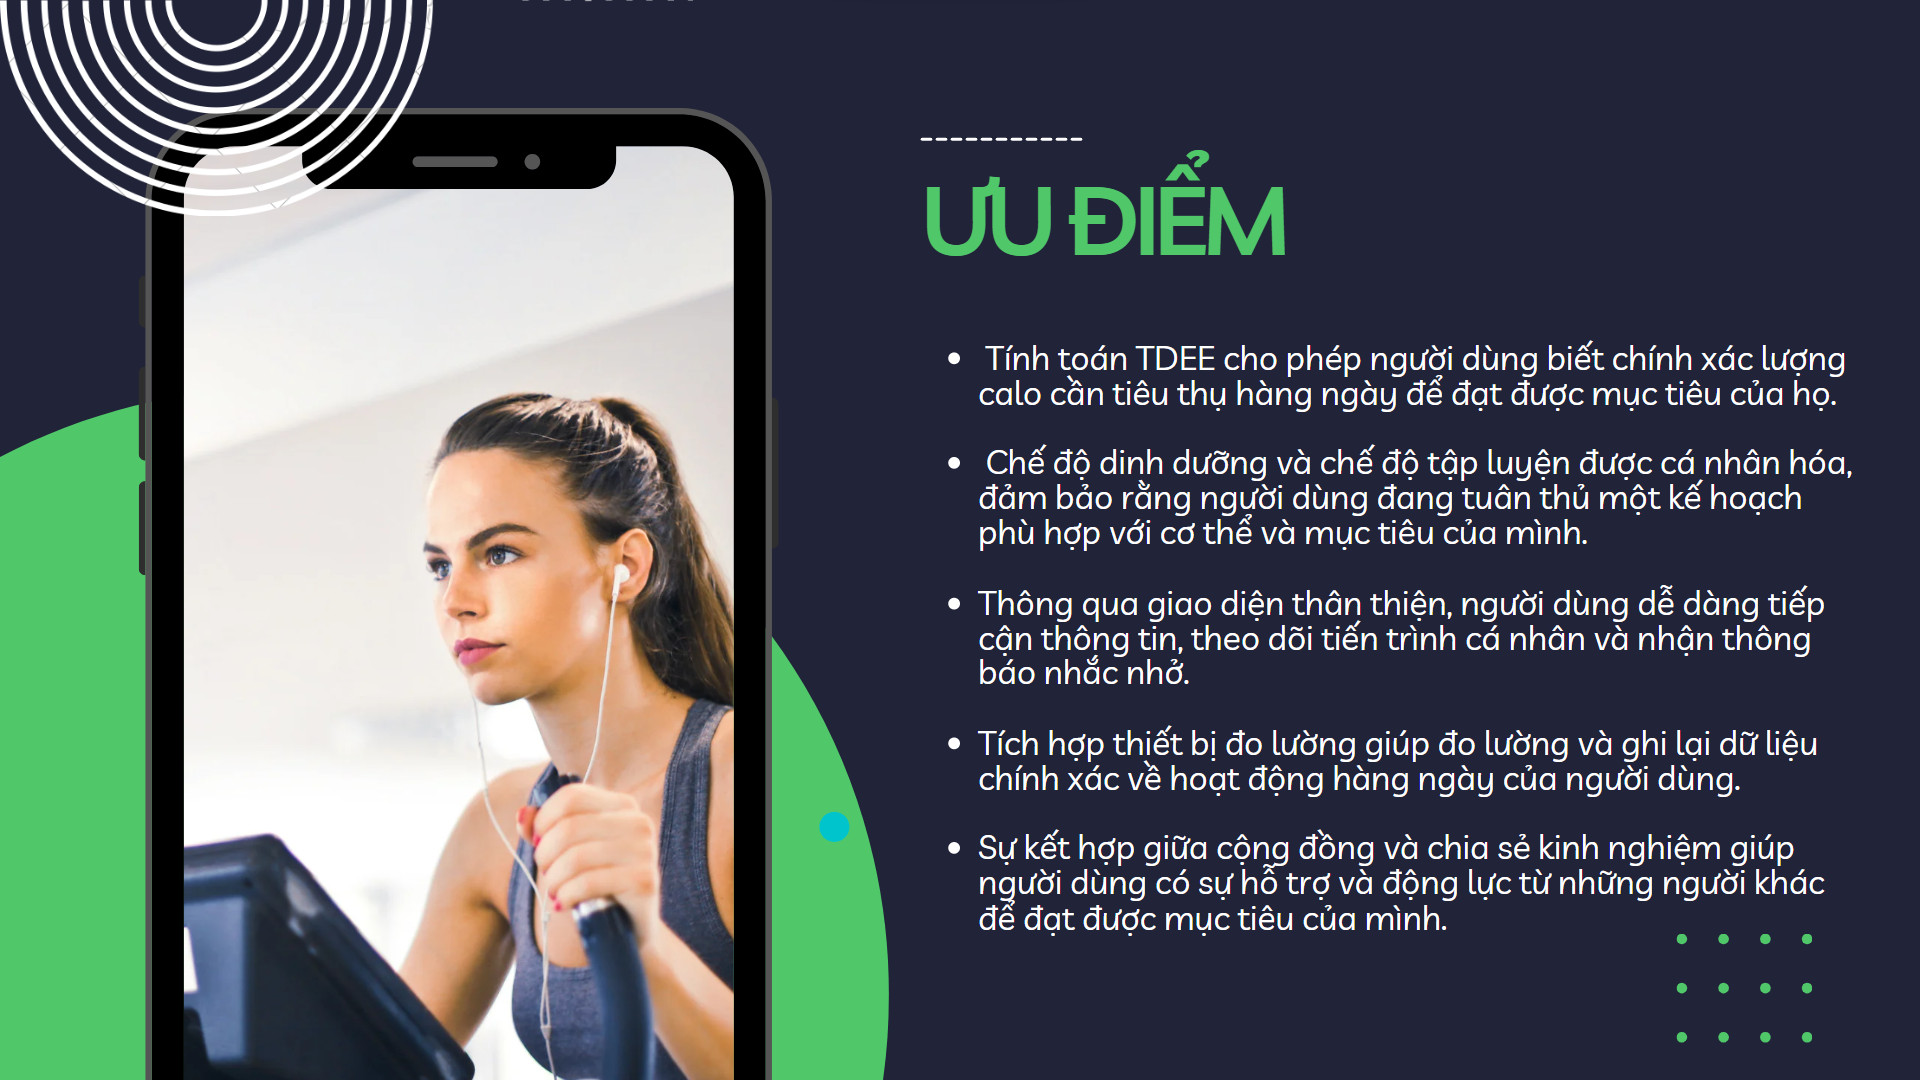 ƯU ĐIỂM
Tính toán TDEE cho phép người dùng biết chính xác lượng
calo cần tiêu thụ hàng ngày để đạt được mục tiêu của họ.
Chế độ dinh dưỡng và chế độ tập luyện được cá nhân hóa,
đảm bảo rằng người dùng đang tuân thủ một kế hoạch
phù hợp với cơ thể và mục tiêu của mình.
Thông qua giao diện thân thiện, người dùng dễ dàng tiếp
cận thông tin, theo dõi tiến trình cá nhân và nhận thông
báo nhắc nhở.
Tích hợp thiết bị đo lường giúp đo lường và ghi lại dữ liệu
chính xác về hoạt động hàng ngày của người dùng.
Sự kết hợp giữa cộng đồng và chia sẻ kinh nghiệm giúp
người dùng có sự hỗ trợ và động lực từ những người khác
để đạt được mục tiêu của mình.